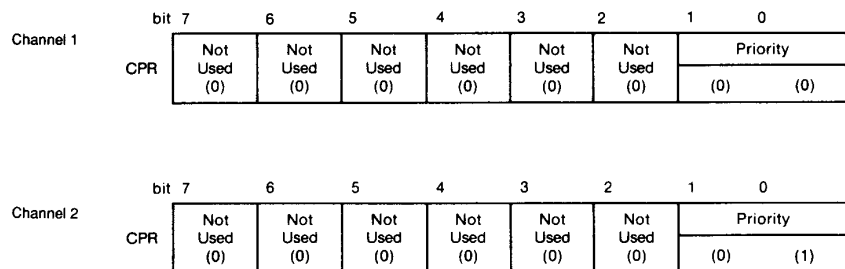 bit 7 6 5 4 3 2 1 0
Channel 1
CPR
Not Used (0) Not Used (0) Not Used (0) Not Used (0) Not Used (0) Not Used (0) Priority
(0) (0)
bit 7 6 5 4 3 2 1 0
Channel 2
CPR
Not Used (0) Not Used (0) Not Used (0) Not Used (0) Not Used (0) Not Used (0) Priority
(0) (1)